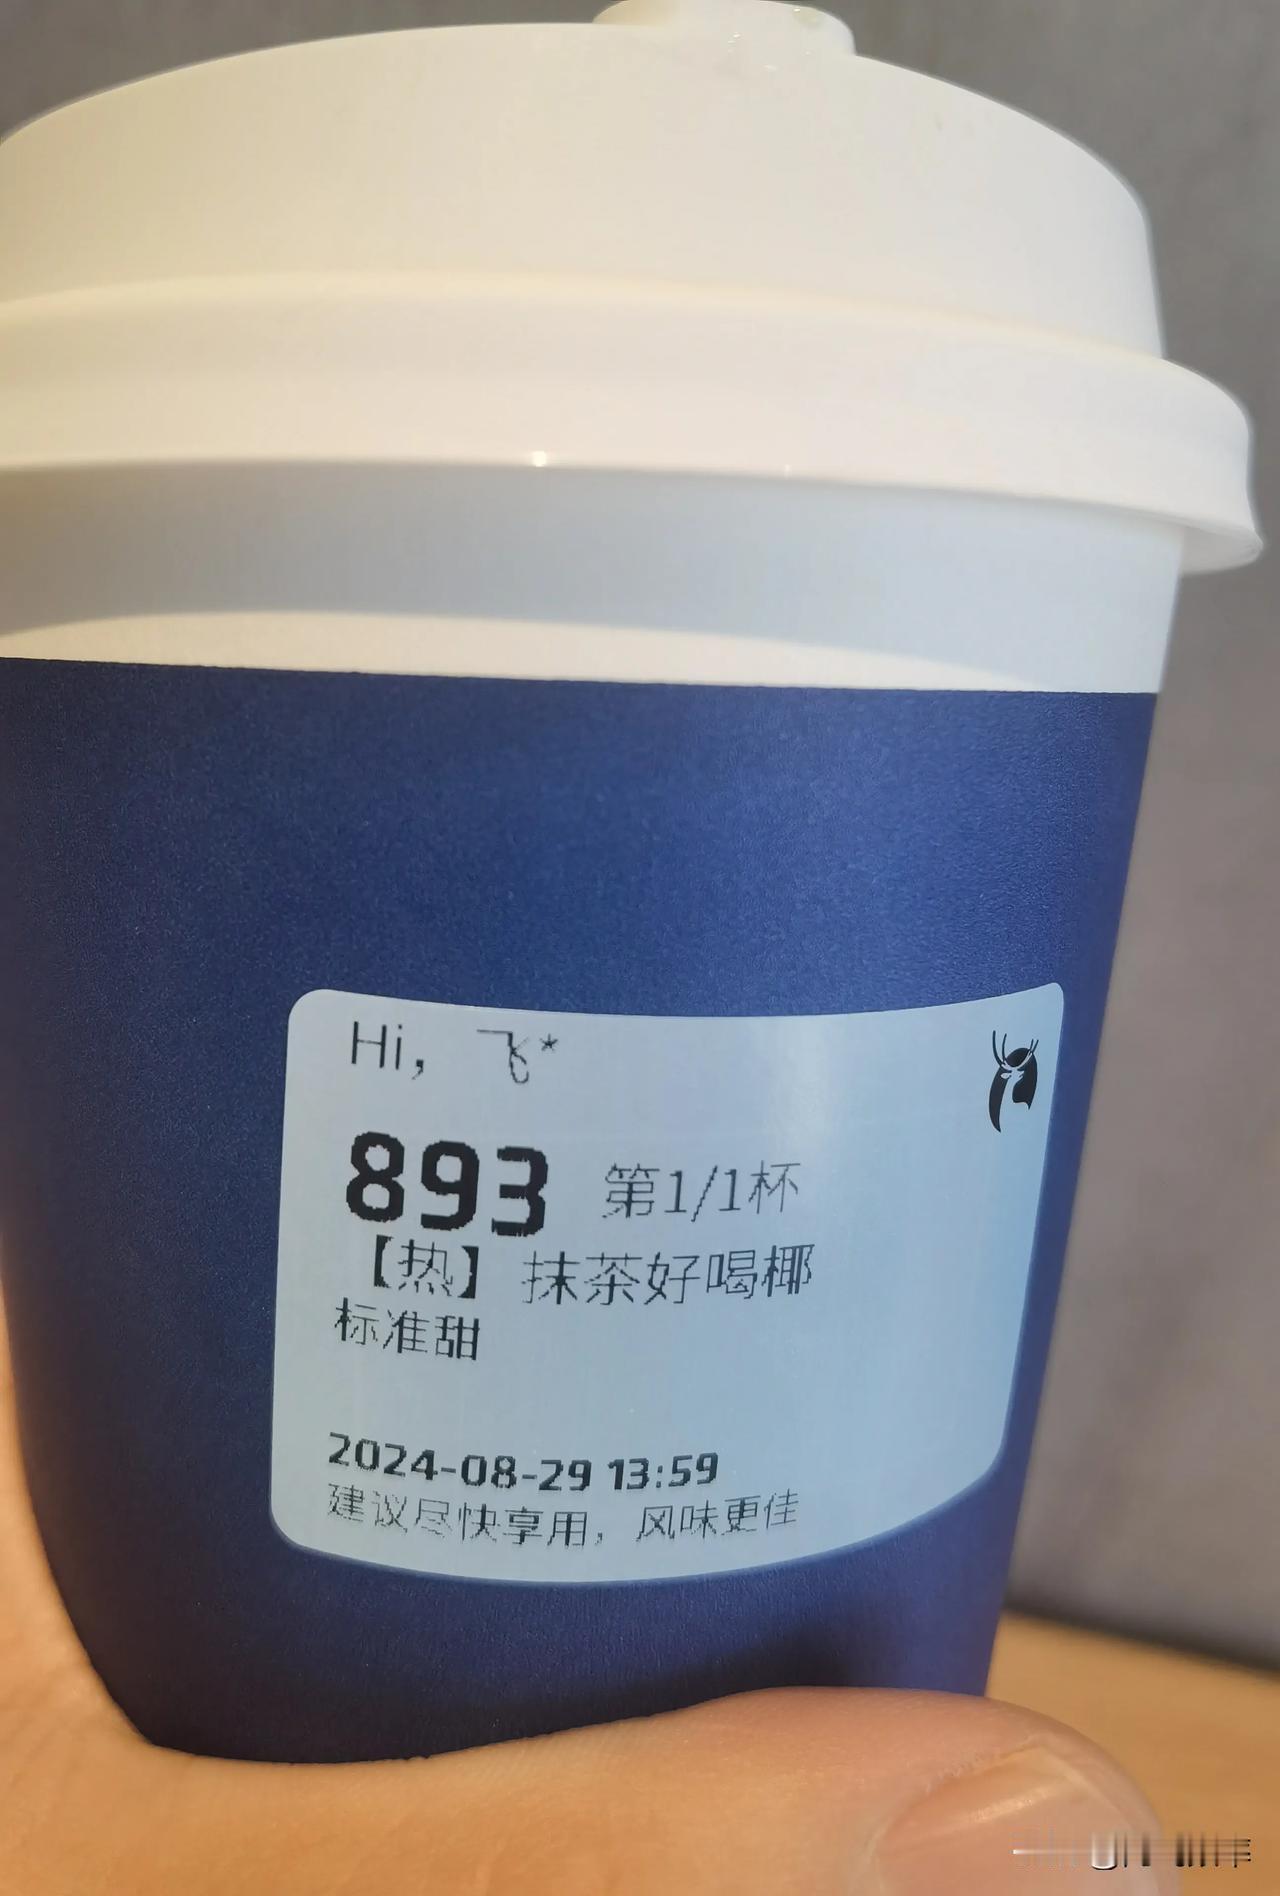 Hi, 飞*
893 第1/1杯
【热】抹茶好喝椰
标准甜
2024-08-29 13:59
建议尽快享用，风味更佳